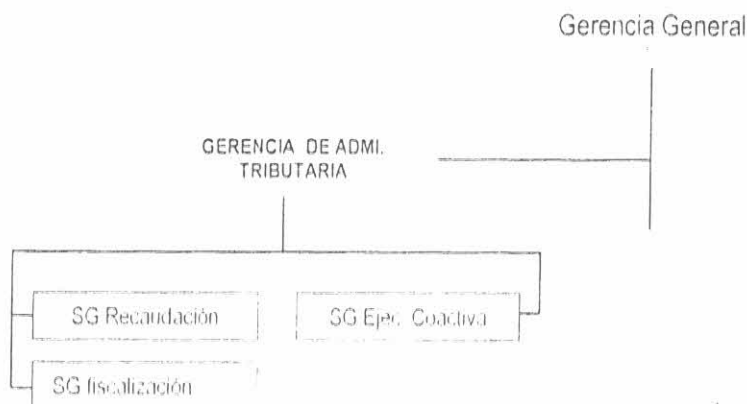 Gerencia General
GERENCIA DE ADMI.
TRIBUTARIA
SG Recaudación
SG Ejec. Coactiva
SG fiscalización